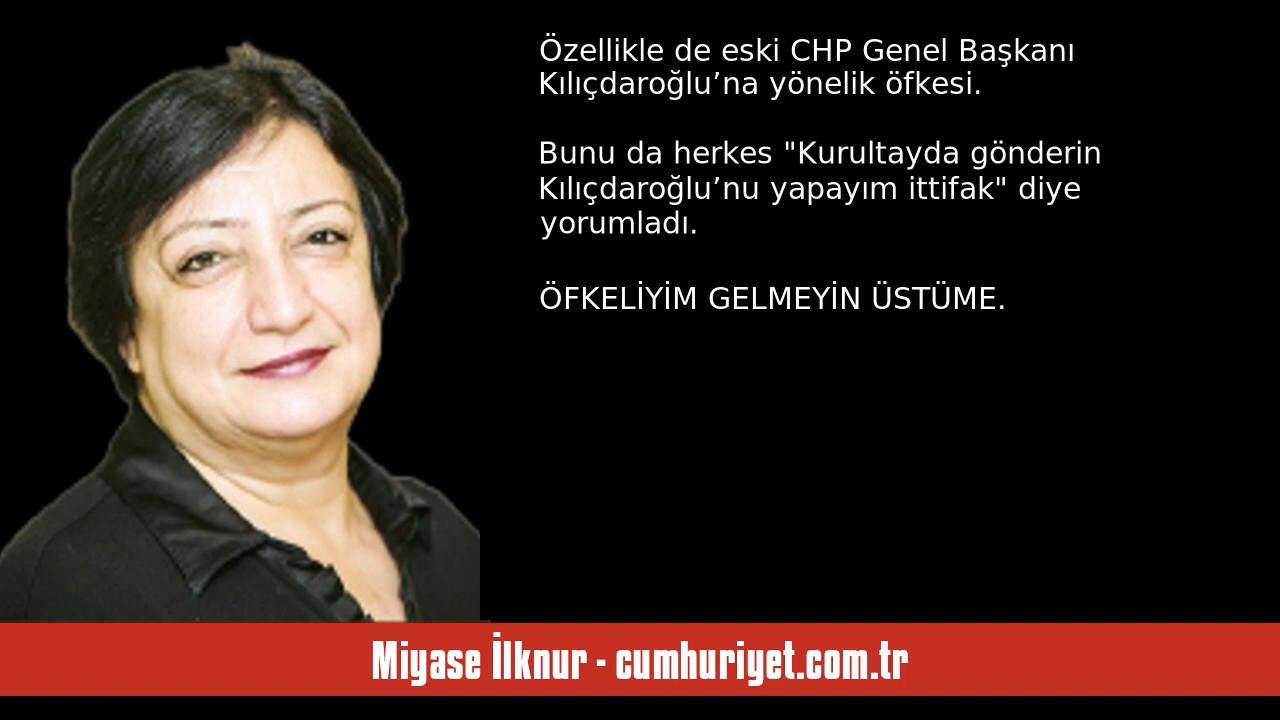 Özellikle de eski CHP Genel Başkanı
Kılıçdaroğlu’na yönelik öfkesi.
Bunu da herkes "Kurultayda gönderin
Kılıçdaroğlu’nu yapayım ittifak" diye
yorumladı.
ÖFKELİYİM GELMEYİN ÜSTÜME.
Miyase İlknur - cumhuriyet.com.tr